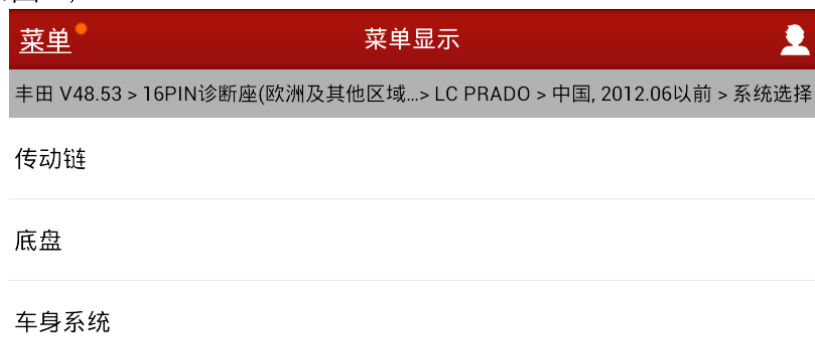 菜单 菜单显示
丰田 V48.53 > 16PIN诊断座(欧洲及其他区域...> LC PRADO > 中国, 2012.06以前 > 系统选择
传动链
底盘
车身系统